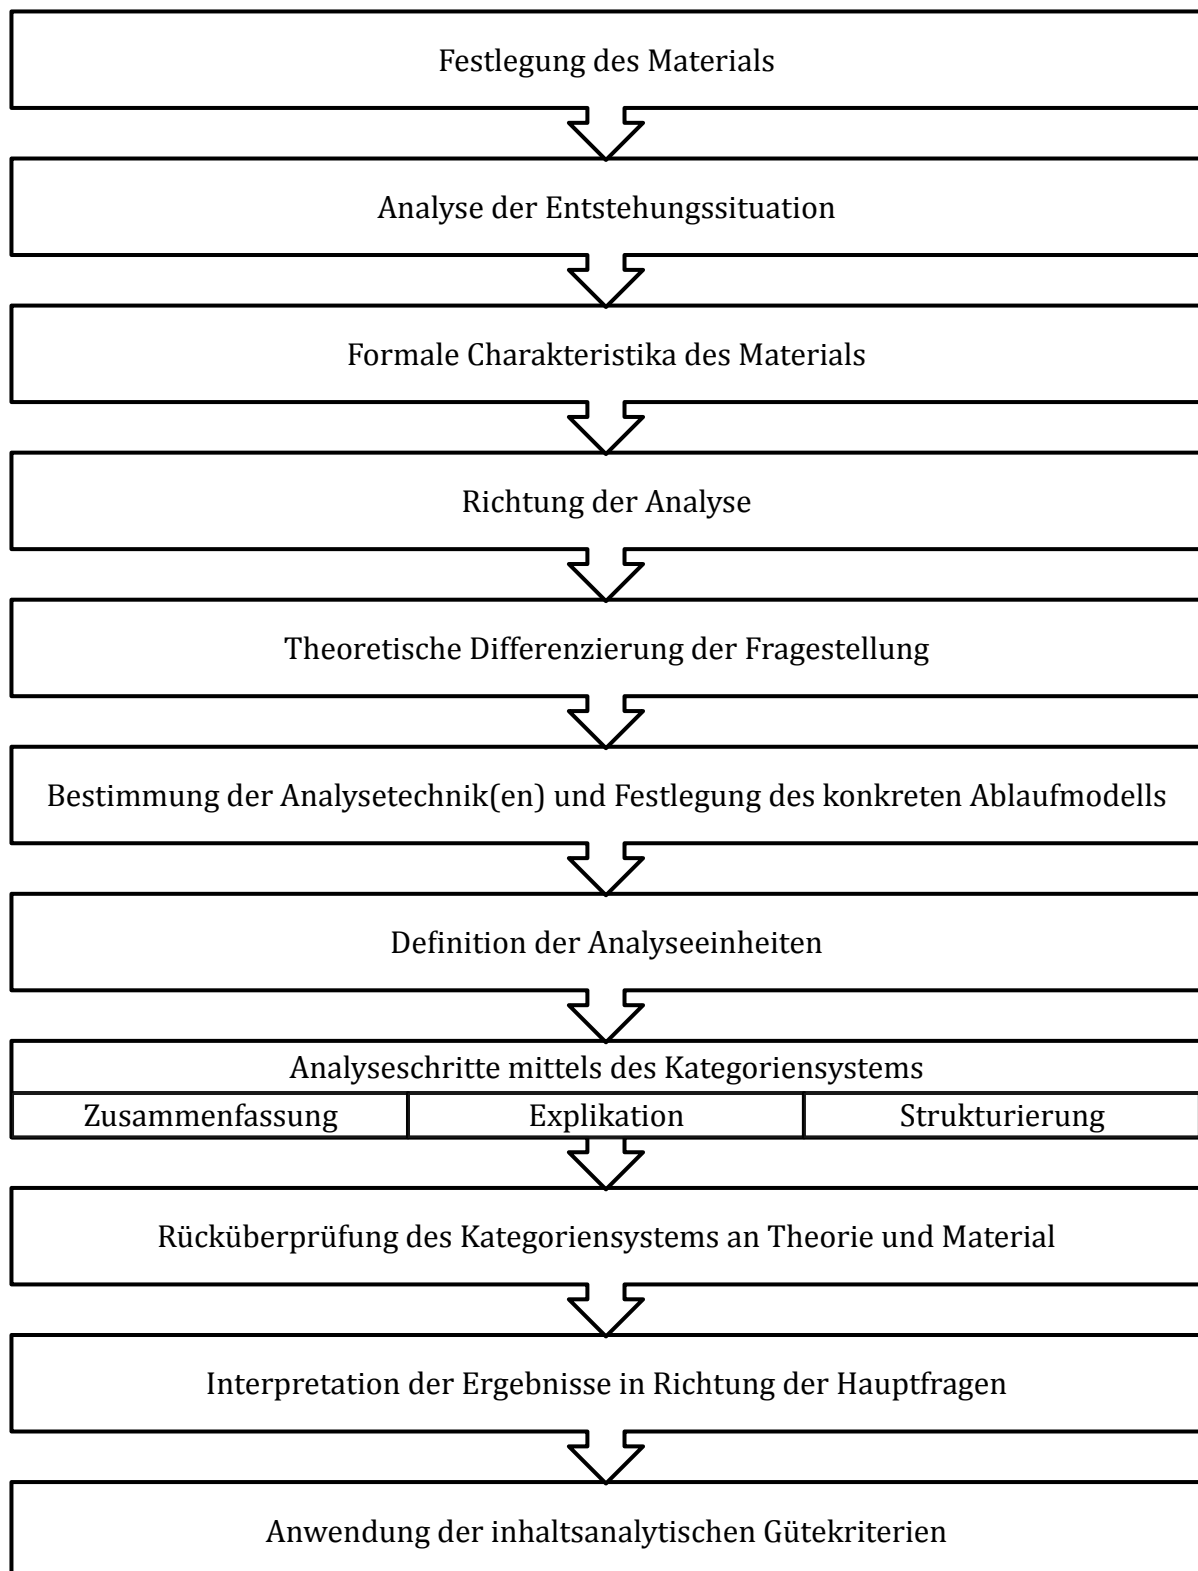 Festlegung des Materials
Analyse der Entstehungssituation
Formale Charakteristika des Materials
Richtung der Analyse
Theoretische Differenzierung der Fragestellung
Bestimmung der Analysetechnik(en) und Festlegung des konkreten Ablaufmodells
Definition der Analyseeinheiten
Analyseschritte mittels des Kategoriensystems
Zusammenfassung
Explikation
Strukturierung
Rücküberprüfung des Kategoriensystems an Theorie und Material
Interpretation der Ergebnisse in Richtung der Hauptfragen
Anwendung der inhaltsanalytischen Gütekriterien